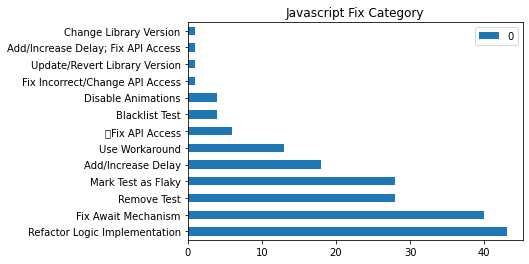 Javascript Fix Category
0
Change Library Version
Add/Increase Delay; Fix API Access
Update/Revert Library Version
Fix Incorrect/Change API Access
Disable Animations
Blacklist Test
▯Fix API Access
Use Workaround
Add/Increase Delay
Mark Test as Flaky
Remove Test
Fix Await Mechanism
Refactor Logic Implementation
0 10 20 30 40